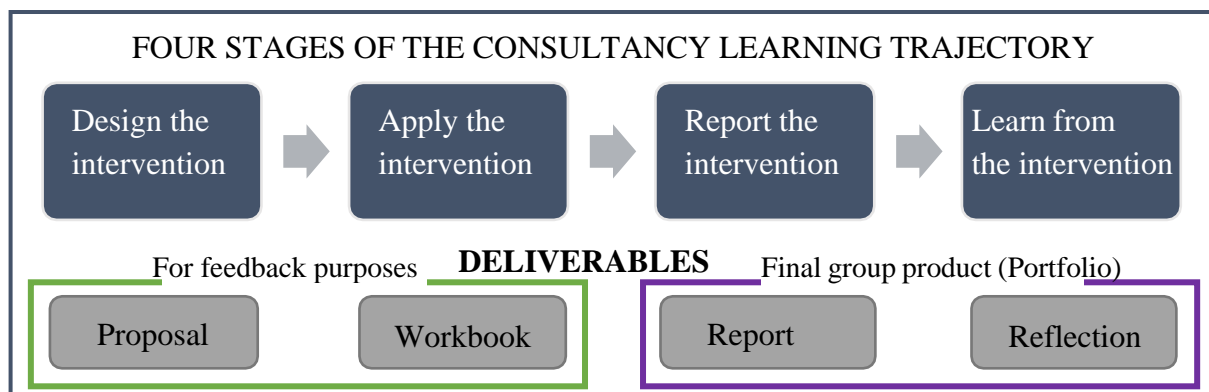 FOUR STAGES OF THE CONSULTANCY LEARNING TRAJECTORY
Design the
intervention
Apply the
intervention
Report the
intervention
Learn from
the intervention
For feedback purposes
DELIVERABLES
Final group product (Portfolio)
Proposal
Workbook
Report
Reflection